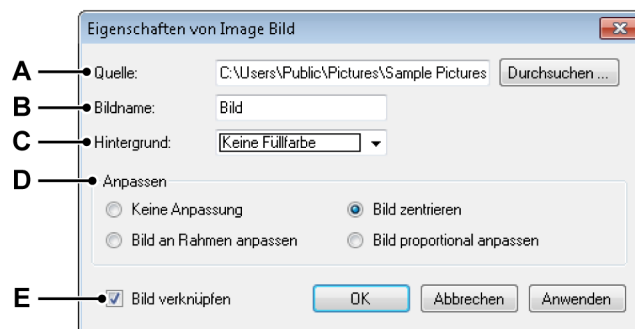 Eigenschaften von Image Bild
A Quelle: C:\Users\Public\Pictures\Sample Pictures Durchsuchen ...
B Bildname: Bild
C Hintergrund: Keine Füllfarbe
D Anpassen
Keine Anpassung Bild zentrieren
Bild an Rahmen anpassen Bild proportional anpassen
E Bild verknüpfen OK Abbrechen Anwenden